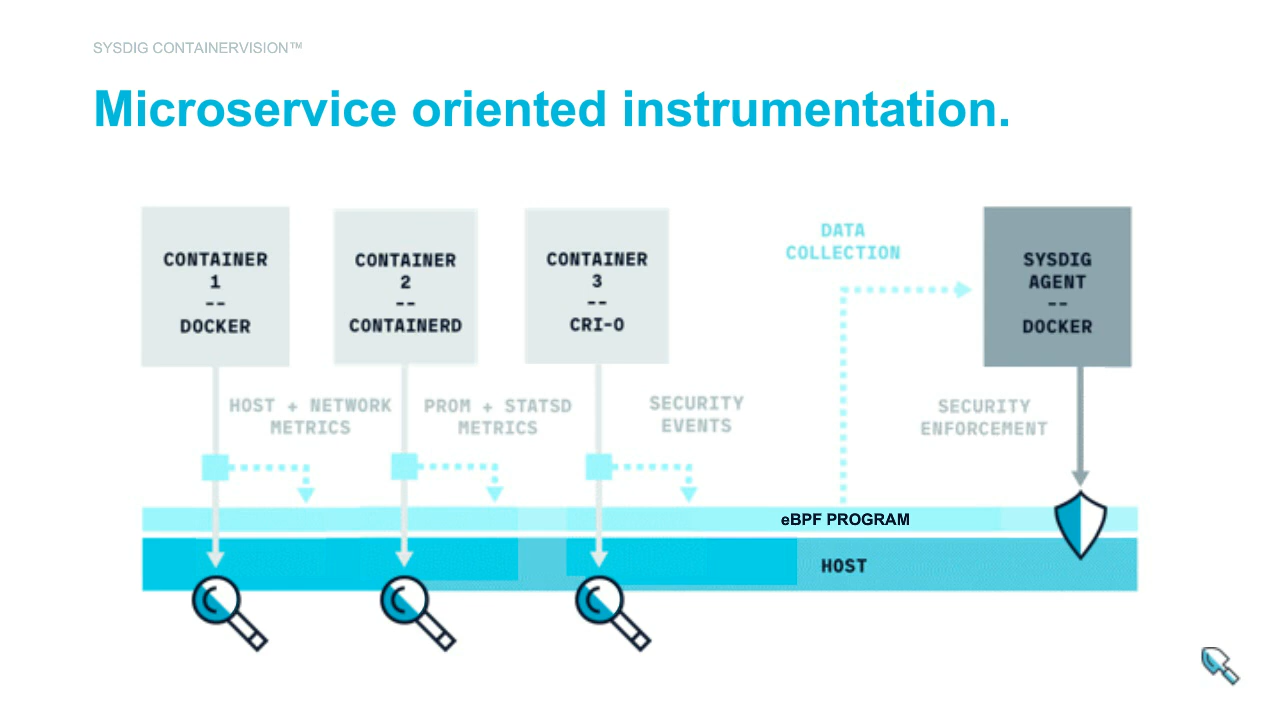 SYSDIG CONTAINERVISION™
Microservice oriented instrumentation.
CONTAINER
1
--
DOCKER
CONTAINER
2
--
CONTAINERD
CONTAINER
3
--
CRI-O
DATA
COLLECTION
SYSDIG
AGENT
--
DOCKER
HOST + NETWORK
METRICS
PROM + STATSD
METRICS
SECURITY
EVENTS
SECURITY
ENFORCEMENT
eBPF PROGRAM
HOST